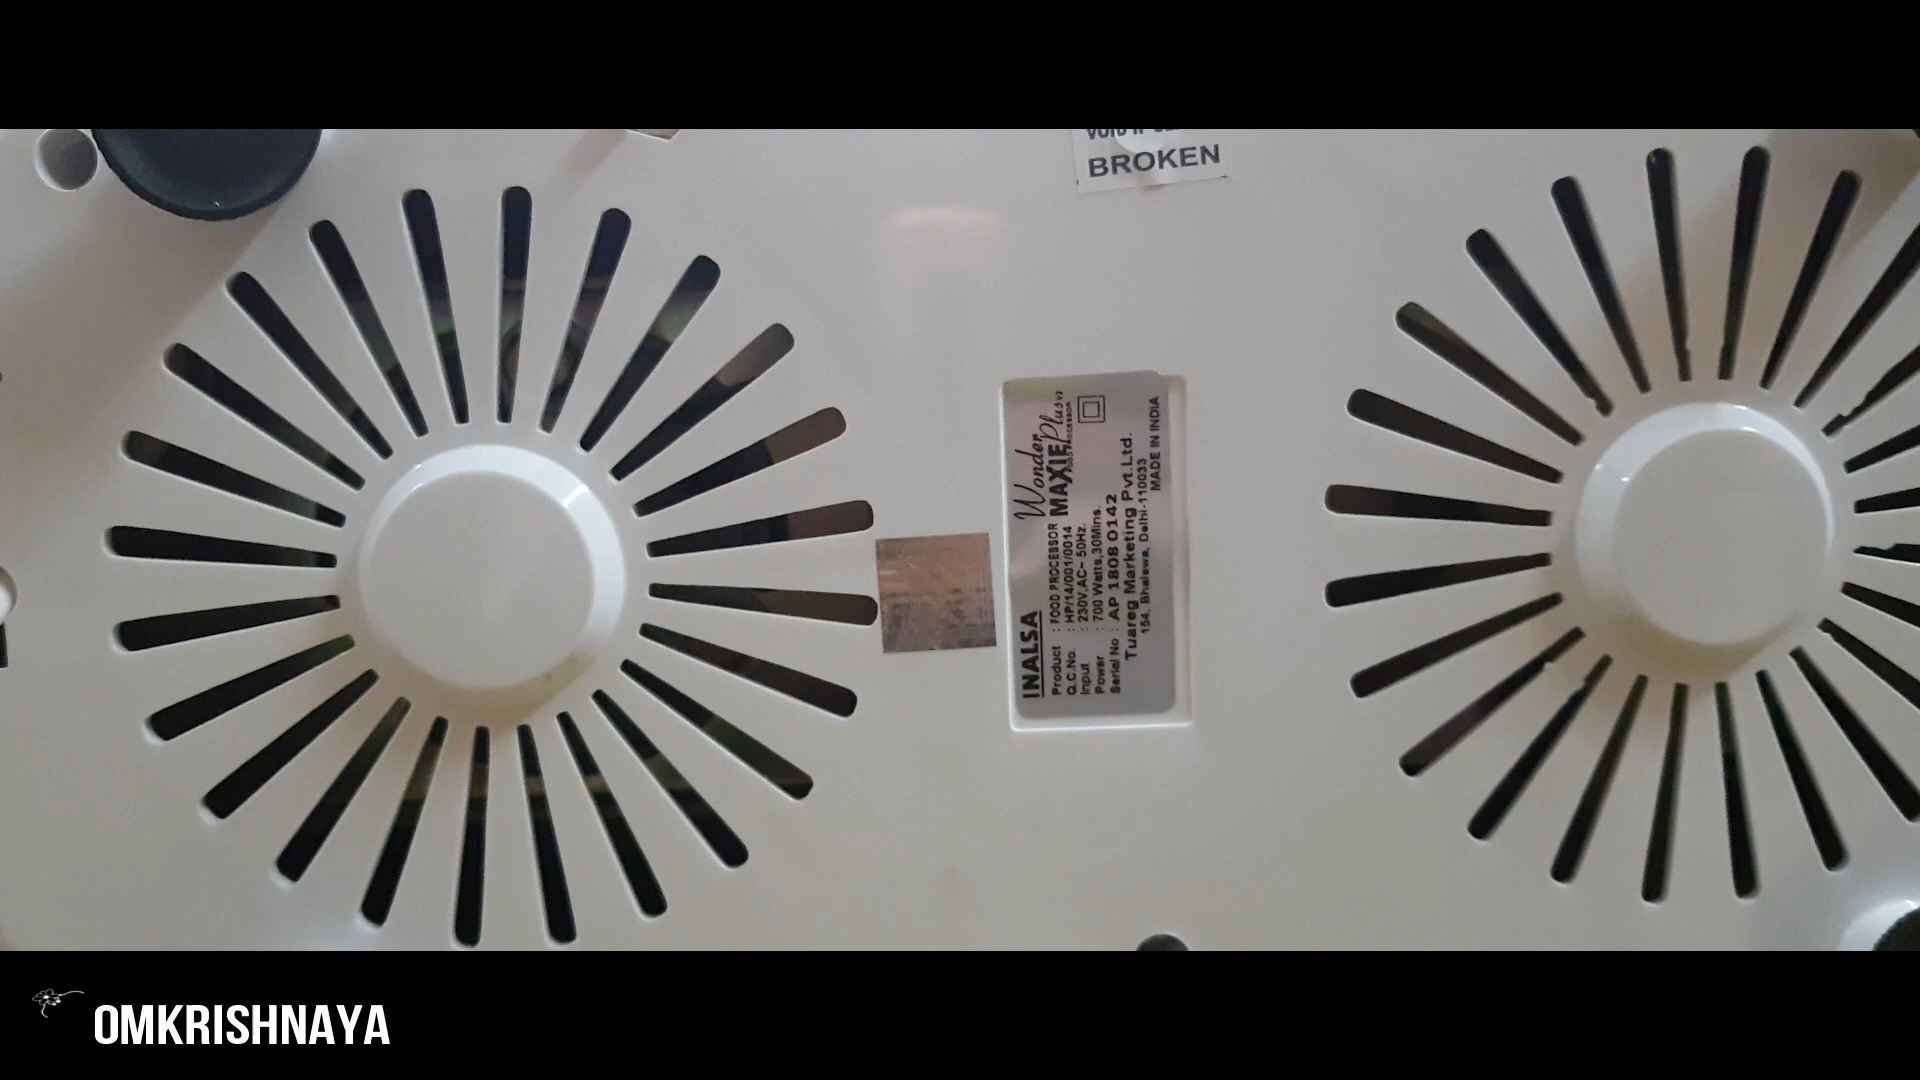 BROKEN
INALSA
Wonder
MAXIE Plus V2
Product : FOOD PROCESSOR
Q.C.No. : HP/14/001/0014
Input : 230V,AC~ 50Hz.
Power : 700 Watts,30Mins.
Serial No : AP 1808 0142
Tuareg Marketing Pvt.Ltd.
154, Bhalswa, Delhi-110033
MADE IN INDIA
OMKRISHNAYA